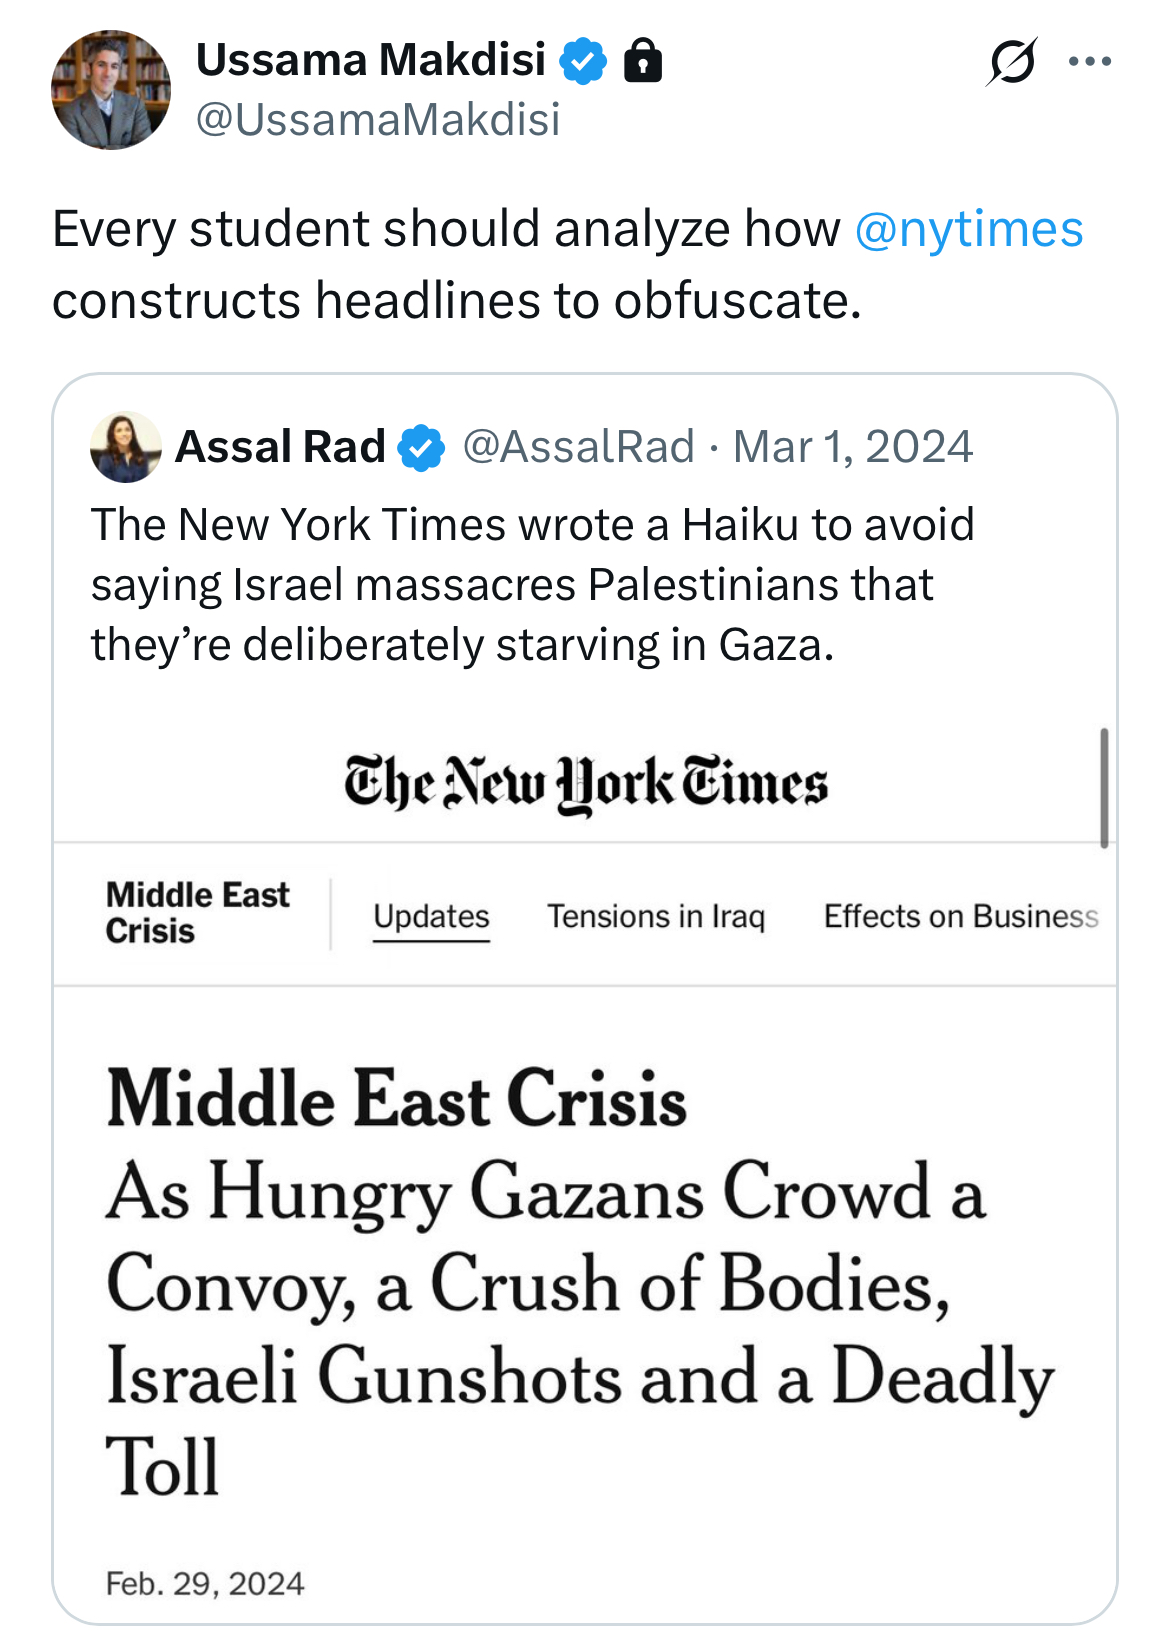 Ussama Makdisi
@UssamaMakdisi
Every student should analyze how @nytimes
constructs headlines to obfuscate.
Assal Rad @AssalRad · Mar 1, 2024
The New York Times wrote a Haiku to avoid
saying Israel massacres Palestinians that
they’re deliberately starving in Gaza.
The New York Times
Middle East
Crisis
Updates
Tensions in Iraq
Effects on Business
Middle East Crisis
As Hungry Gazans Crowd a
Convoy, a Crush of Bodies,
Israeli Gunshots and a Deadly
Toll
Feb. 29, 2024